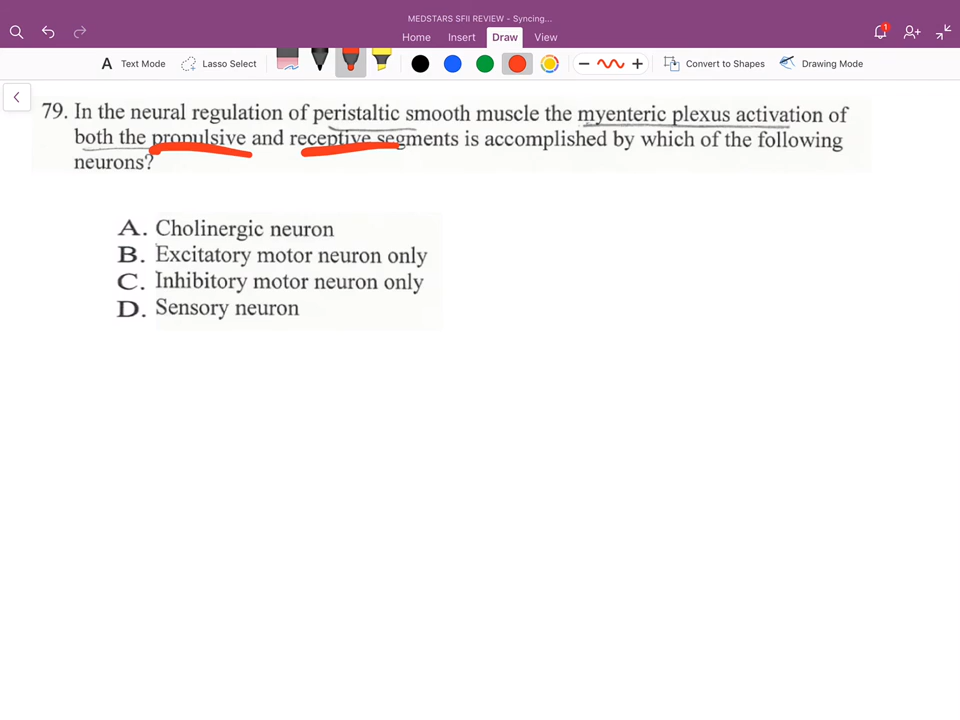 MEDSTARS SFII REVIEW - Syncing...
Home Insert Draw View
1
A Text Mode Lasso Select Convert to Shapes Drawing Mode
79. In the neural regulation of peristaltic smooth muscle the myenteric plexus activation of
both the propulsive and receptive segments is accomplished by which of the following
neurons?
A. Cholinergic neuron
B. Excitatory motor neuron only
C. Inhibitory motor neuron only
D. Sensory neuron